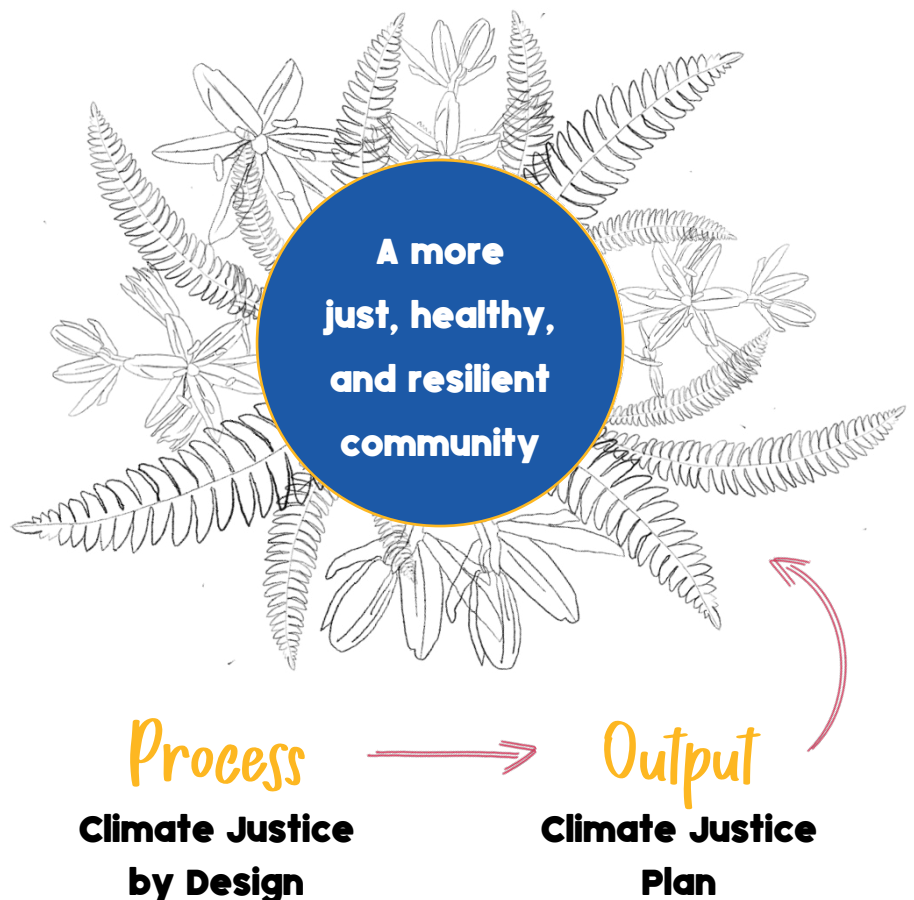 A more
just, healthy,
and resilient
community
Process
Climate Justice
by Design
Output
Climate Justice
Plan